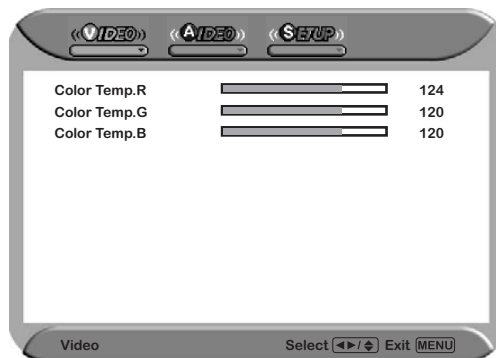 VIDEO AUDIO SETUP
Color Temp.R 124
Color Temp.G 120
Color Temp.B 120
Video Select ◄►/▲▼ Exit MENU